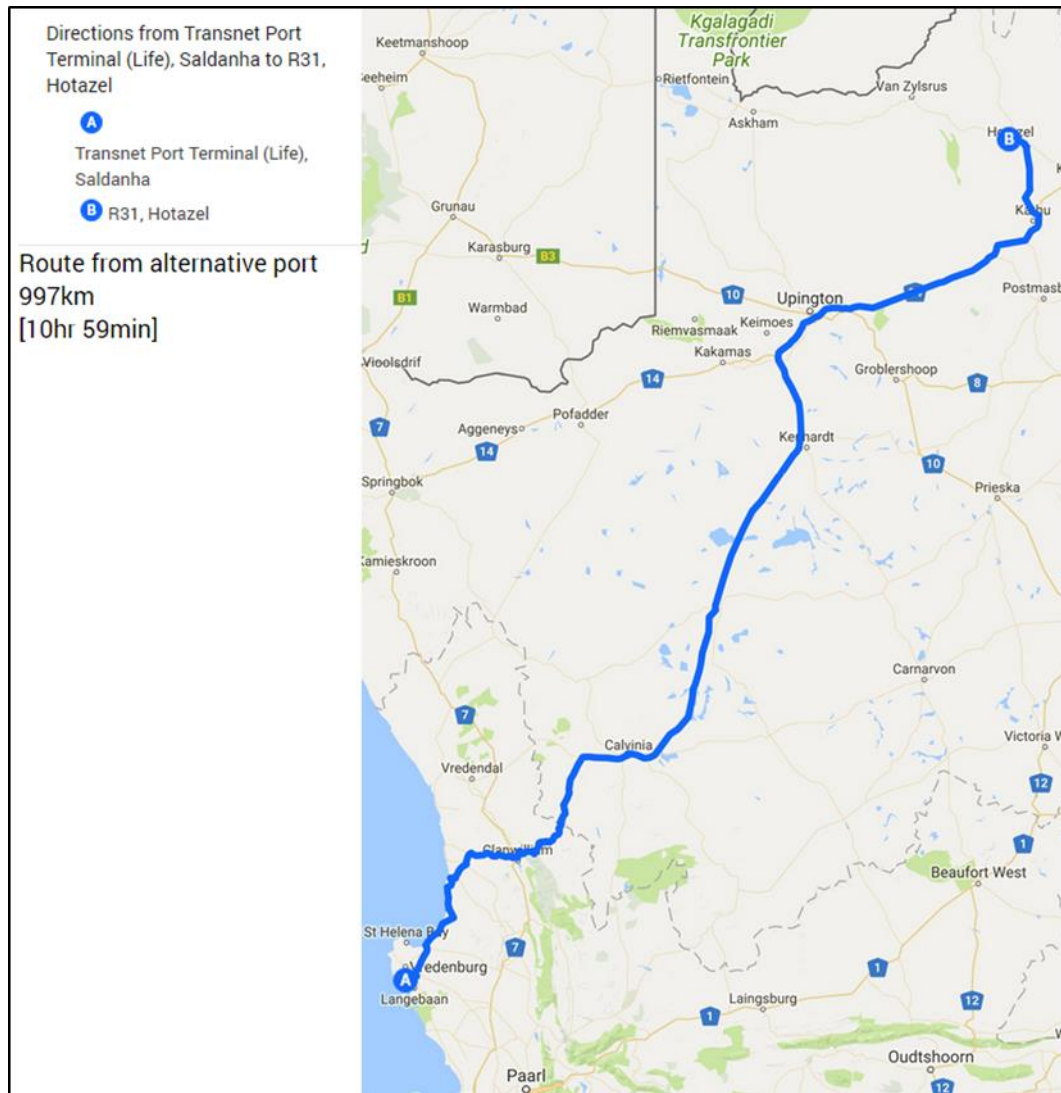 Directions from Transnet Port
Terminal (Life), Saldanha to R31,
Hotazel
A
Transnet Port Terminal (Life),
Saldanha
B R31, Hotazel
Route from alternative port
997km
[10hr 59min]
Kgalagadi
Transfrontier
Park
Keetmanshoop
Rietfontein
Van Zylsrus
Askham
B
Grunau
Karasburg
B3
B1
Warmbad
10
Upington
Postmasb
Riemvasmaak
Keimoes
Kakamas
Vioolsdrif
14
Groblershoop
8
7
Pofadder
Aggeneys
14
Kenhardt
10
Springbok
Prieska
Kamieskroon
Carnarvon
7
Calvinia
Victoria W
Vredendal
12
1
Clanwilliam
Beaufort West
St Helena Bay
7
Vredenburg
A
1
Langebaan
12
Laingsburg
1
Oudtshoorn
Paarl
12